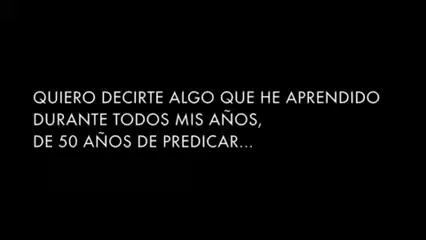 QUIERO DECIRTE ALGO QUE HE APRENDIDO
DURANTE TODOS MIS AÑOS,
DE 50 AÑOS DE PREDICAR...